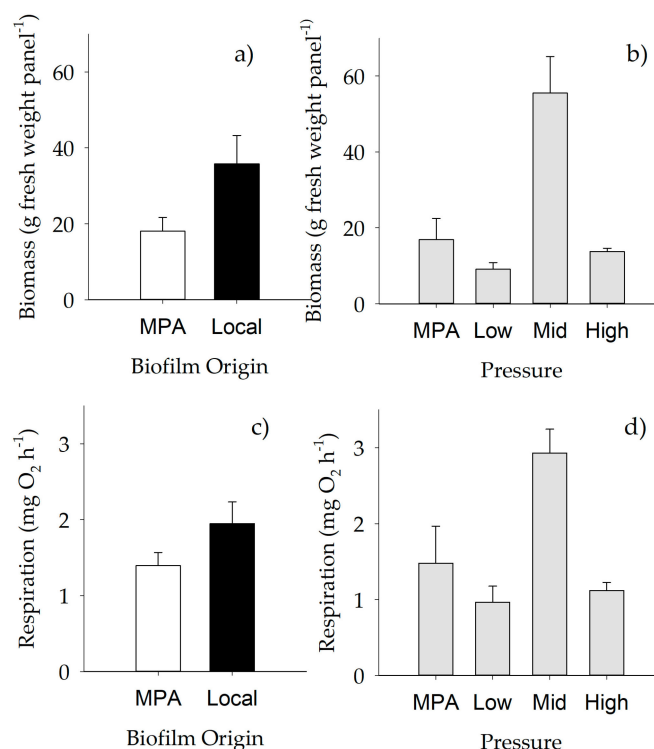 a)
Biomass (g fresh weight panel⁻¹)
60
40
20
0
MPA Local
Biofilm Origin
b)
Biomass (g fresh weight panel⁻¹)
60
40
20
0
MPA Low Mid High
Pressure
c)
Respiration (mg O₂ h⁻¹)
3
2
1
0
MPA Local
Biofilm Origin
d)
Respiration (mg O₂ h⁻¹)
3
2
1
0
MPA Low Mid High
Pressure